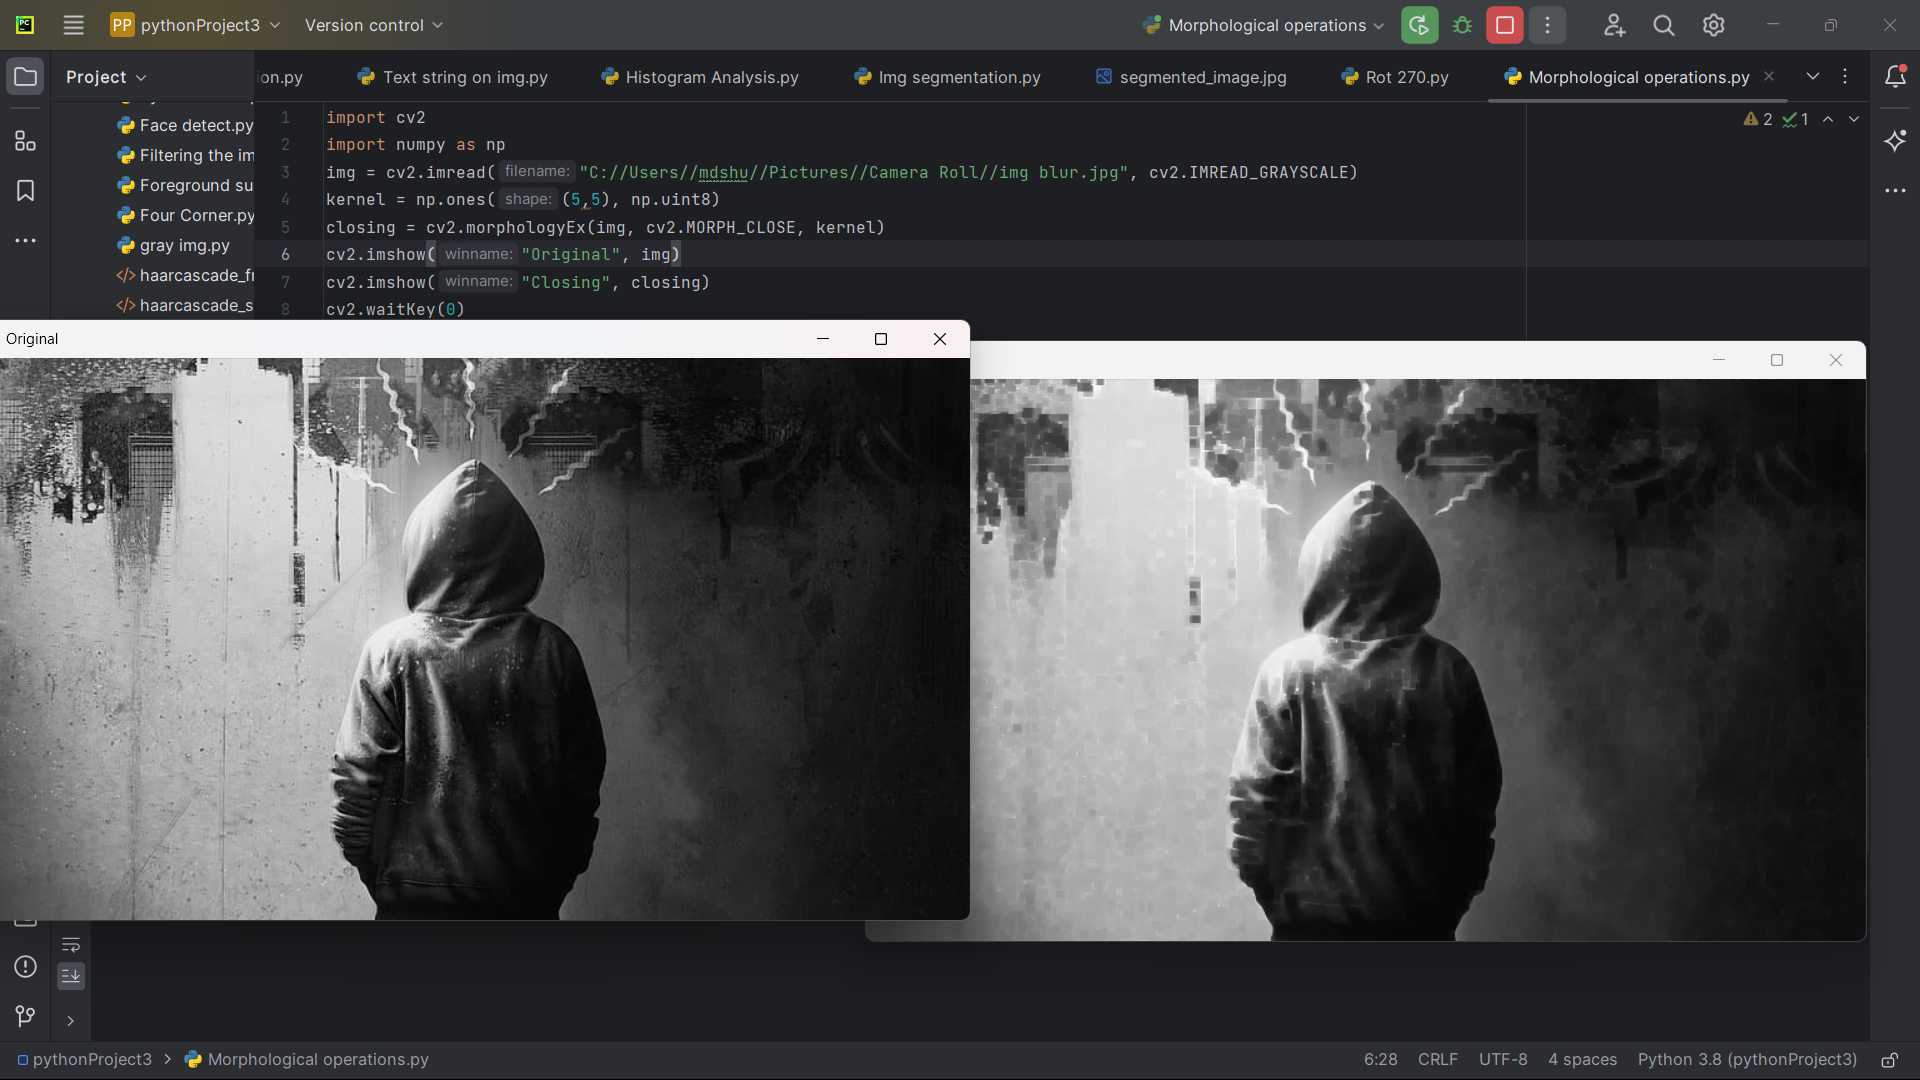 PC
PP pythonProject3
Version control
Morphological operations
Project
ion.py
Text string on img.py
Histogram Analysis.py
Img segmentation.py
segmented_image.jpg
Rot 270.py
Morphological operations.py
Face detect.py
Filtering the im
Foreground su
Four Corner.py
gray img.py
haarcascade_fr
haarcascade_s
2 1
1 import cv2
2 import numpy as np
3 img = cv2.imread( filename: "C://Users//mdshu//Pictures//Camera Roll//img blur.jpg", cv2.IMREAD_GRAYSCALE)
4 kernel = np.ones( shape: (5,5), np.uint8)
5 closing = cv2.morphologyEx(img, cv2.MORPH_CLOSE, kernel)
6 cv2.imshow( winname: "Original", img)
7 cv2.imshow( winname: "Closing", closing)
8 cv2.waitKey(0)
Original
pythonProject3 > Morphological operations.py
6:28 CRLF UTF-8 4 spaces Python 3.8 (pythonProject3)